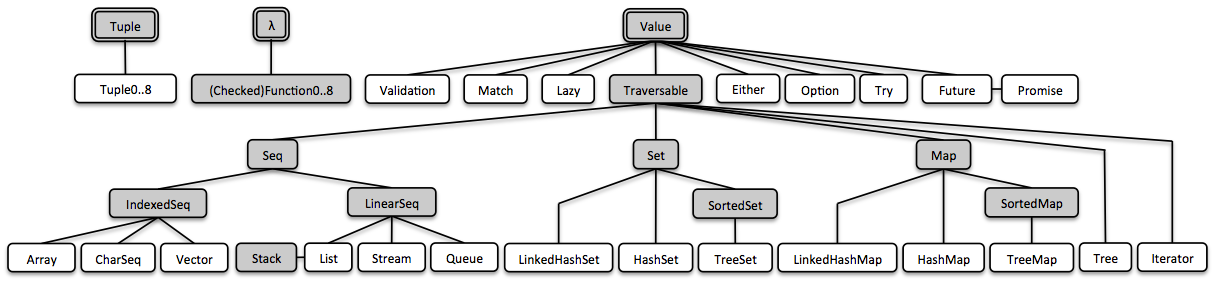 Tuple λ Value
Tuple0..8 (Checked)Function0..8 Validation Match Lazy Traversable Either Option Try Future Promise
Seq Set Map
IndexedSeq LinearSeq SortedSet SortedMap
Array CharSeq Vector Stack List Stream Queue LinkedHashSet HashSet TreeSet LinkedHashMap HashMap TreeMap Tree Iterator